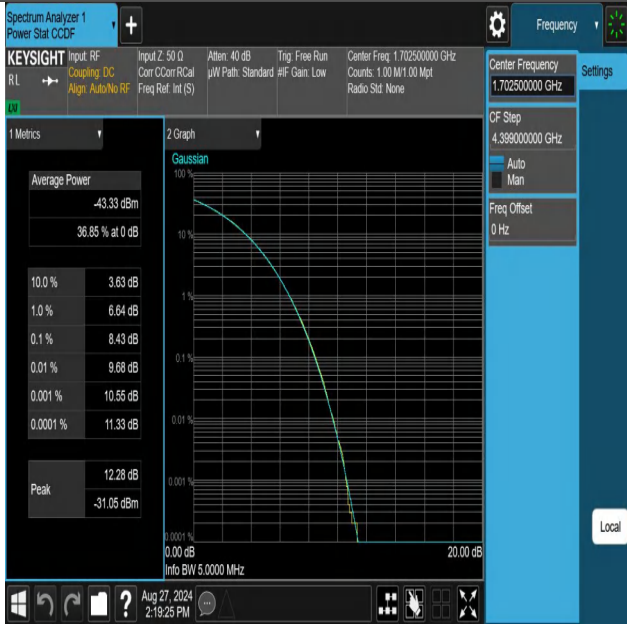 Spectrum Analyzer 1
Power Stat CCDF
+
Frequency
KEYSIGHT
RL
Input: RF
Coupling: DC
Align: Auto/No RF
Input Z: 50 Ω
Corr CCorr RCal
Freq Ref: Int (S)
Atten: 40 dB
µW Path: Standard
Trig: Free Run
#IF Gain: Low
Center Freq: 1.702500000 GHz
Counts: 1.00 M/1.00 Mpt
Radio Std: None
Center Frequency
1.702500000 GHz
Settings
CF Step
4.399000000 GHz
Auto
Man
Freq Offset
0 Hz
1 Metrics
Average Power
-43.33 dBm
36.85 % at 0 dB
10.0 % 3.63 dB
1.0 % 6.64 dB
0.1 % 8.43 dB
0.01 % 9.68 dB
0.001 % 10.55 dB
0.0001 % 11.33 dB
Peak
12.28 dB
-31.05 dBm
2 Graph
Gaussian
100 %
10 %
1 %
0.1 %
0.01 %
0.001 %
0.0001 %
0.00 dB 20.00 dB
Info BW 5.0000 MHz
Local
?
Aug 27, 2024
2:19:25 PM